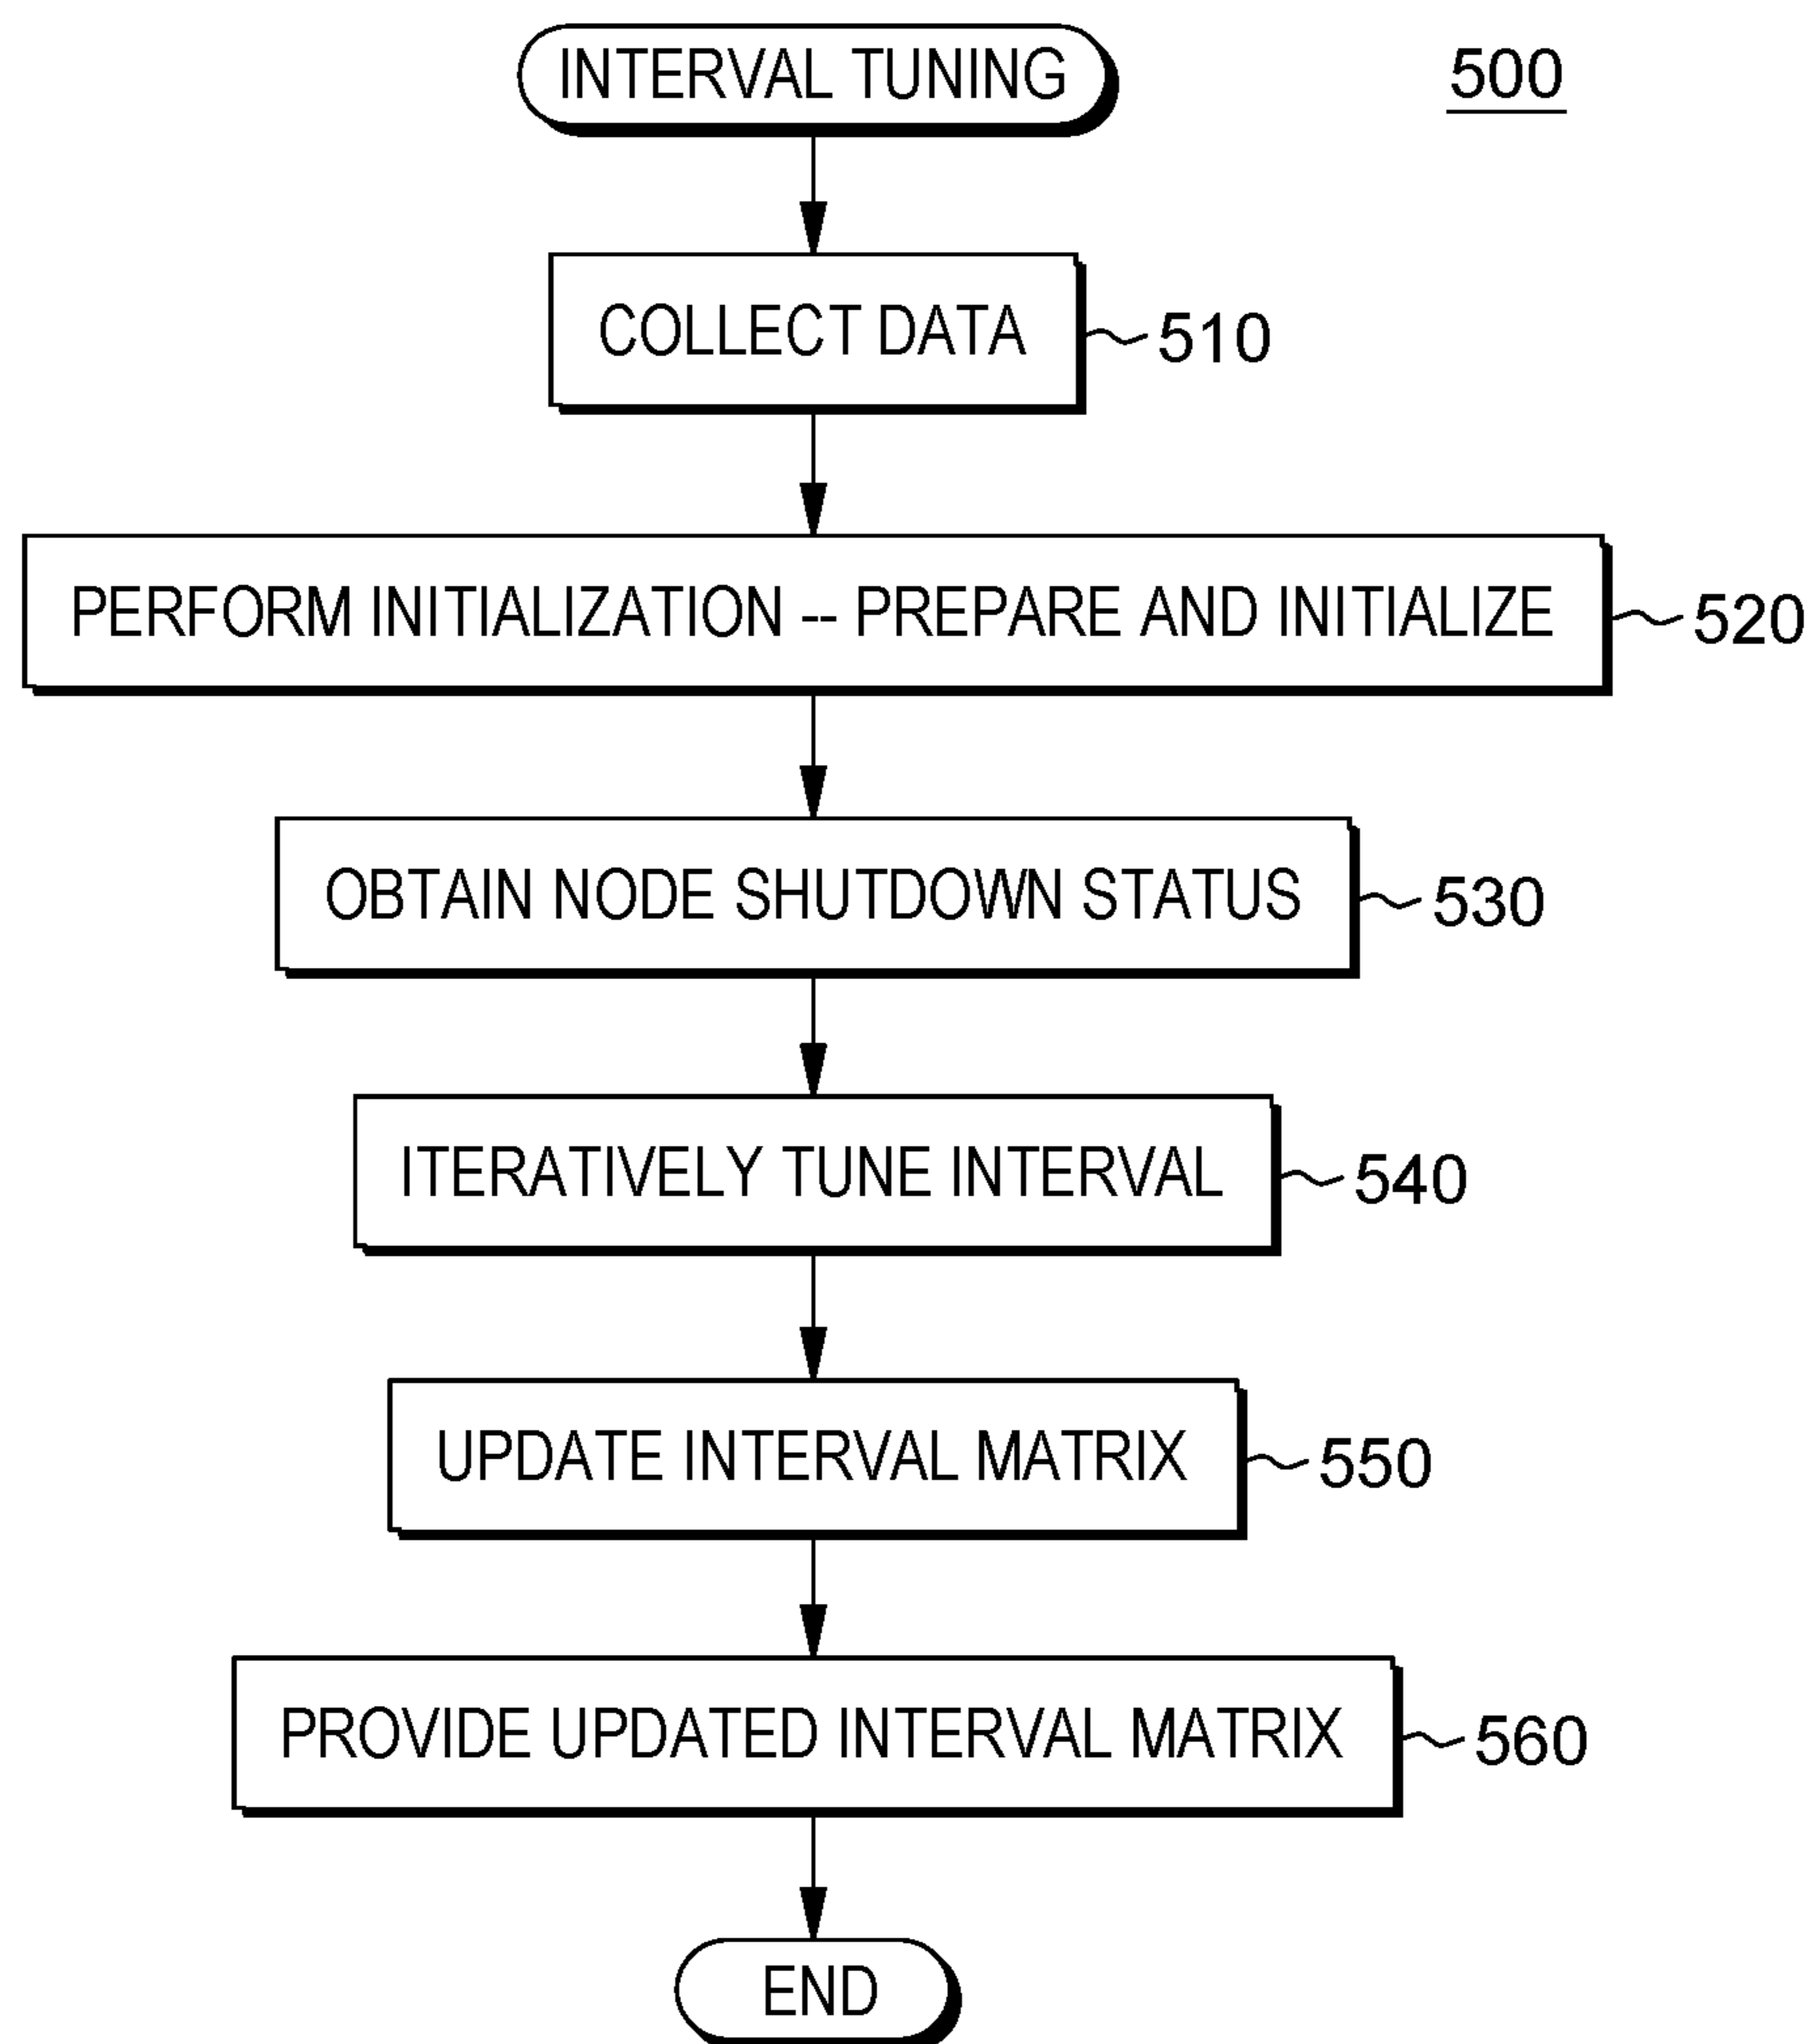 INTERVAL TUNING
500
COLLECT DATA
510
PERFORM INITIALIZATION -- PREPARE AND INITIALIZE
520
OBTAIN NODE SHUTDOWN STATUS
530
ITERATIVELY TUNE INTERVAL
540
UPDATE INTERVAL MATRIX
550
PROVIDE UPDATED INTERVAL MATRIX
560
END